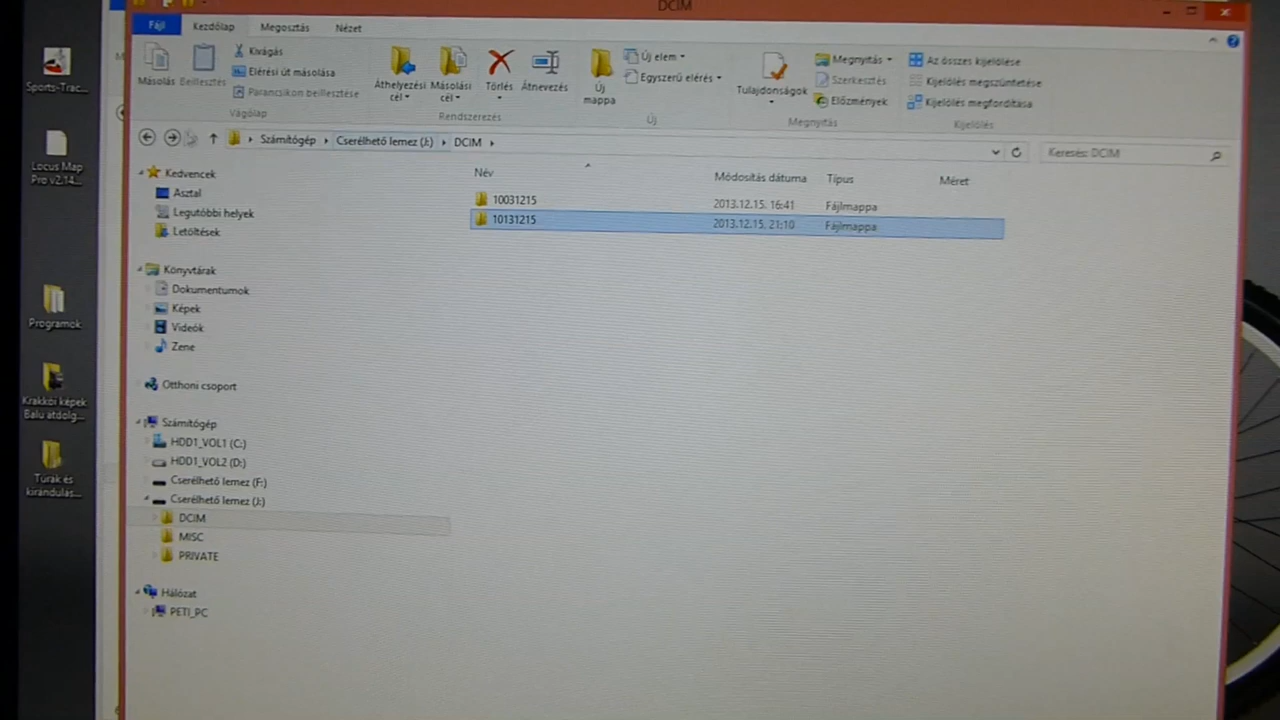 DCIM
Fájl Kezdőlap Megosztás Nézet
Másolás
Beillesztés
Kivágás
Elérési út másolása
Parancsikon beillesztése
Vágólap
Áthelyezési cél
Másolási cél
Törlés
Átnevezés
Rendszerezés
Új mappa
Új elem
Egyszerű elérés
Új
Tulajdonságok
Megnyitás
Szerkesztés
Előzmények
Megnyitás
Az összes kijelölése
Kijelölés megszüntetése
Kijelölés megfordítása
Kijelölés
Számítógép Cserélhető lemez (J:) DCIM
Keresés: DCIM
Név Módosítás dátuma Típus Méret
10031215 2013.12.15. 16:41 Fájlmappa
10131215 2013.12.15. 21:10 Fájlmappa
Kedvencek
Asztal
Legutóbbi helyek
Letöltések
Könyvtárak
Dokumentumok
Képek
Videók
Zene
Otthoni csoport
Számítógép
HDD1_VOL1 (C:)
HDD1_VOL2 (D:)
Cserélhető lemez (F:)
Cserélhető lemez (J:)
DCIM
MISC
PRIVATE
Hálózat
PETI_PC
Sports-Trac...
Locus Map
Pro v2.14...
Programok
Krakkói képek
Balu átdolg...
Túrák és
kirándulás...